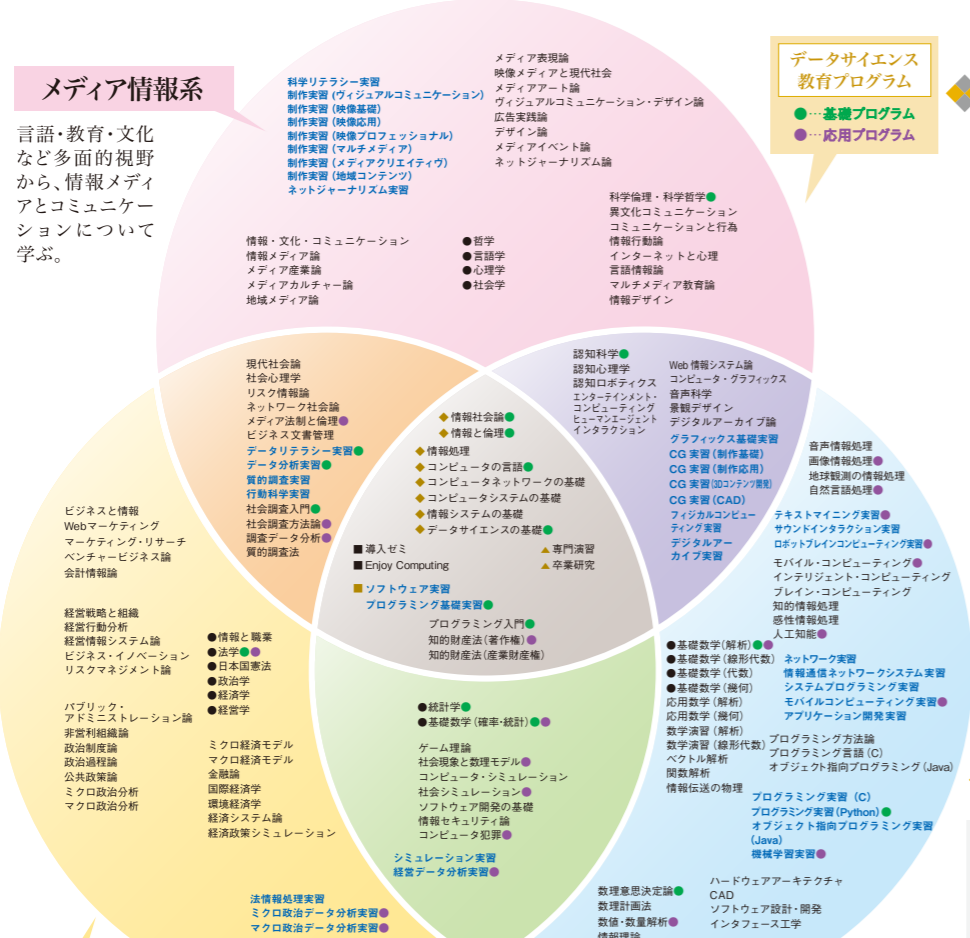 メディア情報系
言語・教育・文化
など多面的視野
から、情報メディ
アとコミュニケー
ションについて
学ぶ。
データサイエンス
教育プログラム
●…基礎プログラム
●…応用プログラム
科学リテラシー実習
制作実習(ヴィジュアルコミュニケーション)
制作実習(映像基礎)
制作実習(映像応用)
制作実習(映像プロフェッショナル)
制作実習(マルチメディア)
制作実習(メディアクリエイティヴ)
制作実習(地域コンテンツ)
ネットジャーナリズム実習
メディア表現論
映像メディアと現代社会
メディアアート論
ヴィジュアルコミュニケーション・デザイン論
広告実践論
デザイン論
メディアイベント論
ネットジャーナリズム論
情報・文化・コミュニケーション
情報メディア論
メディア産業論
メディアカルチャー論
地域メディア論
●哲学
●言語学
●心理学
●社会学
科学倫理・科学哲学●
異文化コミュニケーション
コミュニケーションと行為
情報行動論
インターネットと心理
言語情報論
マルチメディア教育論
情報デザイン
現代社会論
社会心理学
リスク情報論
ネットワーク社会論
メディア法制と倫理●
ビジネス文書管理
データリテラシー実習●
データ分析実習●
質的調査実習
行動科学実習
社会調査入門●
社会調査方法論●
調査データ分析●
質的調査法
◆情報社会論●
◆情報と倫理●
◆情報処理
◆コンピュータの言語●
◆コンピュータネットワークの基礎
◆コンピュータシステムの基礎
◆情報システムの基礎
◆データサイエンスの基礎●
■導入ゼミ
■Enjoy Computing
▲専門演習
▲卒業研究
■ソフトウェア実習
プログラミング基礎実習●
プログラミング入門●
知的財産法(著作権)●
知的財産法(産業財産権)
認知科学●
認知心理学
認知ロボティクス
エンターテインメント・
コンピューティング
ヒューマンエージェント
インタラクション
Web 情報システム論
コンピュータ・グラフィックス
音声科学
景観デザイン
デジタルアーカイブ論
グラフィックス基礎実習
CG 実習(制作基礎)
CG 実習(制作応用)
CG 実習(3Dコンテンツ開発)
CG 実習(CAD)
フィジカルコンピュー
ティング実習
デジタルアー
カイブ実習
音声情報処理
画像情報処理●
地球観測の情報処理
自然言語処理●
テキストマイニング実習●
サウンドインタラクション実習
ロボットブレインコンピューティング実習●
モバイル・コンピューティング●
インテリジェント・コンピューティング
ブレイン・コンピューティング
知的情報処理
感性情報処理
人工知能●
ビジネスと情報
Webマーケティング
マーケティング・リサーチ
ベンチャービジネス論
会計情報論
経営戦略と組織
経営行動分析
経営情報システム論
ビジネス・イノベーション
リスクマネジメント論
●情報と職業
●法学●●
●日本国憲法
●政治学
●経済学
●経営学
パブリック・
アドミニストレーション論
非営利組織論
政治制度論
政治過程論
公共政策論
ミクロ政治分析
マクロ政治分析
ミクロ経済モデル
マクロ経済モデル
金融論
国際経済学
環境経済学
経済システム論
経済政策シミュレーション
法情報処理実習
ミクロ政治データ分析実習●
マクロ政治データ分析実習●
●統計学●
●基礎数学(確率・統計)●●
ゲーム理論
社会現象と数理モデル●
コンピュータ・シミュレーション
社会シミュレーション●
ソフトウェア開発の基礎
情報セキュリティ論
コンピュータ犯罪●
シミュレーション実習
経営データ分析実習●
●基礎数学(解析)●●
●基礎数学(線形代数)
●基礎数学(代数)
●基礎数学(幾何)
応用数学(解析)
応用数学(幾何)
数学演習(解析)
数学演習(線形代数)
ベクトル解析
関数解析
情報伝送の物理
ネットワーク実習
情報通信ネットワークシステム実習
システムプログラミング実習
モバイルコンピューティング実習●
アプリケーション開発実習
プログラミング方法論
プログラミング言語(C)
オブジェクト指向プログラミング(Java)
プログラミング実習(C)
プログラミング実習(Python)●
オブジェクト指向プログラミング実習
(Java)
機械学習実習●
数理意思決定論●
数理計画法
数値・数量解析●
情報理論
ハードウェアアーキテクチャ
CAD
ソフトウェア設計・開発
インタフェース工学